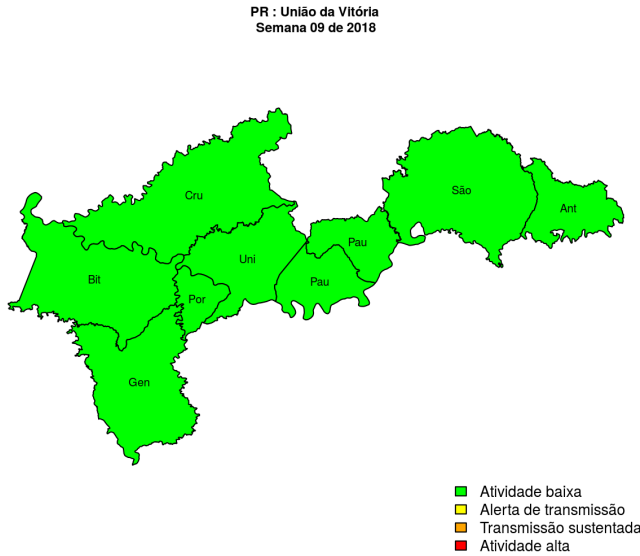 PR : União da Vitória
Semana 09 de 2018
Cru
São
Ant
Pau
Uni
Bit
Pau
Por
Gen
Atividade baixa
Alerta de transmissão
Transmissão sustentada
Atividade alta